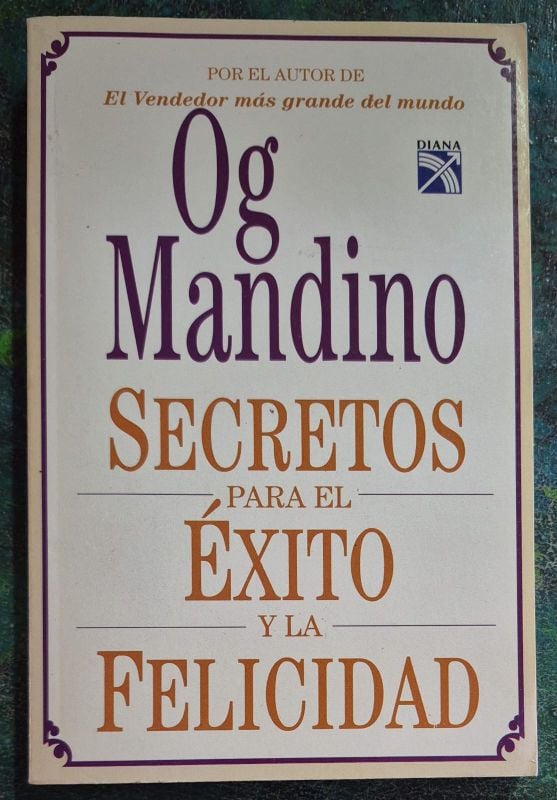 POR EL AUTOR DE
El Vendedor más grande del mundo
Og
DIANA
Mandino
SECRETOS
PARA EL
ÉXITO
Y LA
FELICIDAD